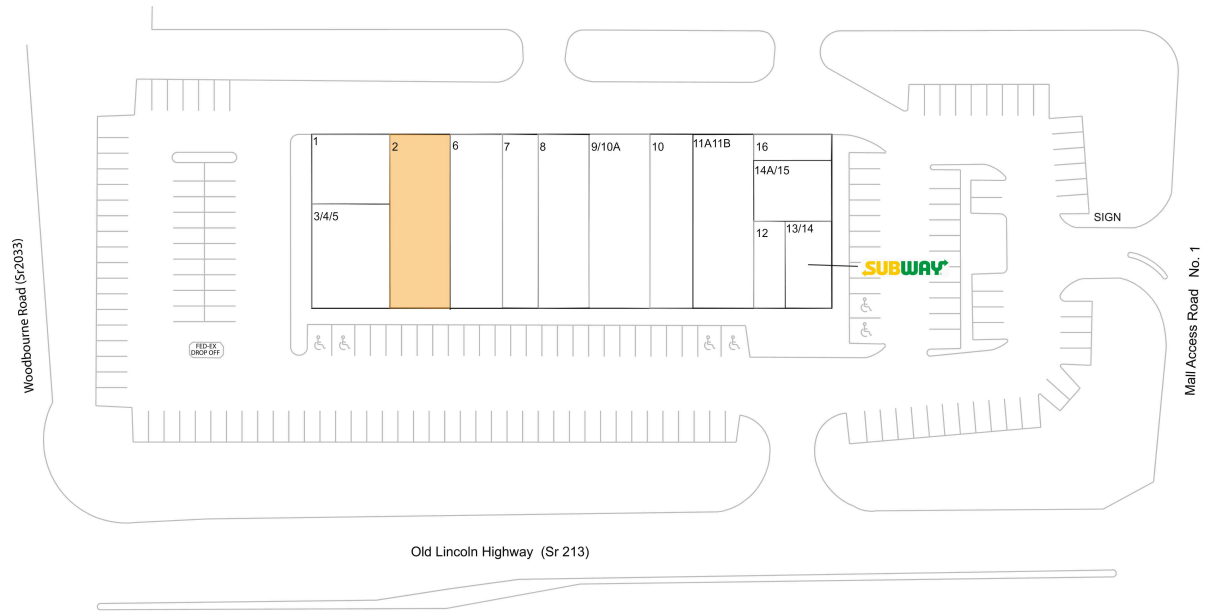 1
2
6
7
8
9/10A
10
11A11B
16
14A/15
3/4/5
12
13/14
SIGN
SUBWAY
FED-EX
DROP OFF
Woodbourne Road (Sr2033)
Mall Access Road No. 1
Old Lincoln Highway (Sr 213)